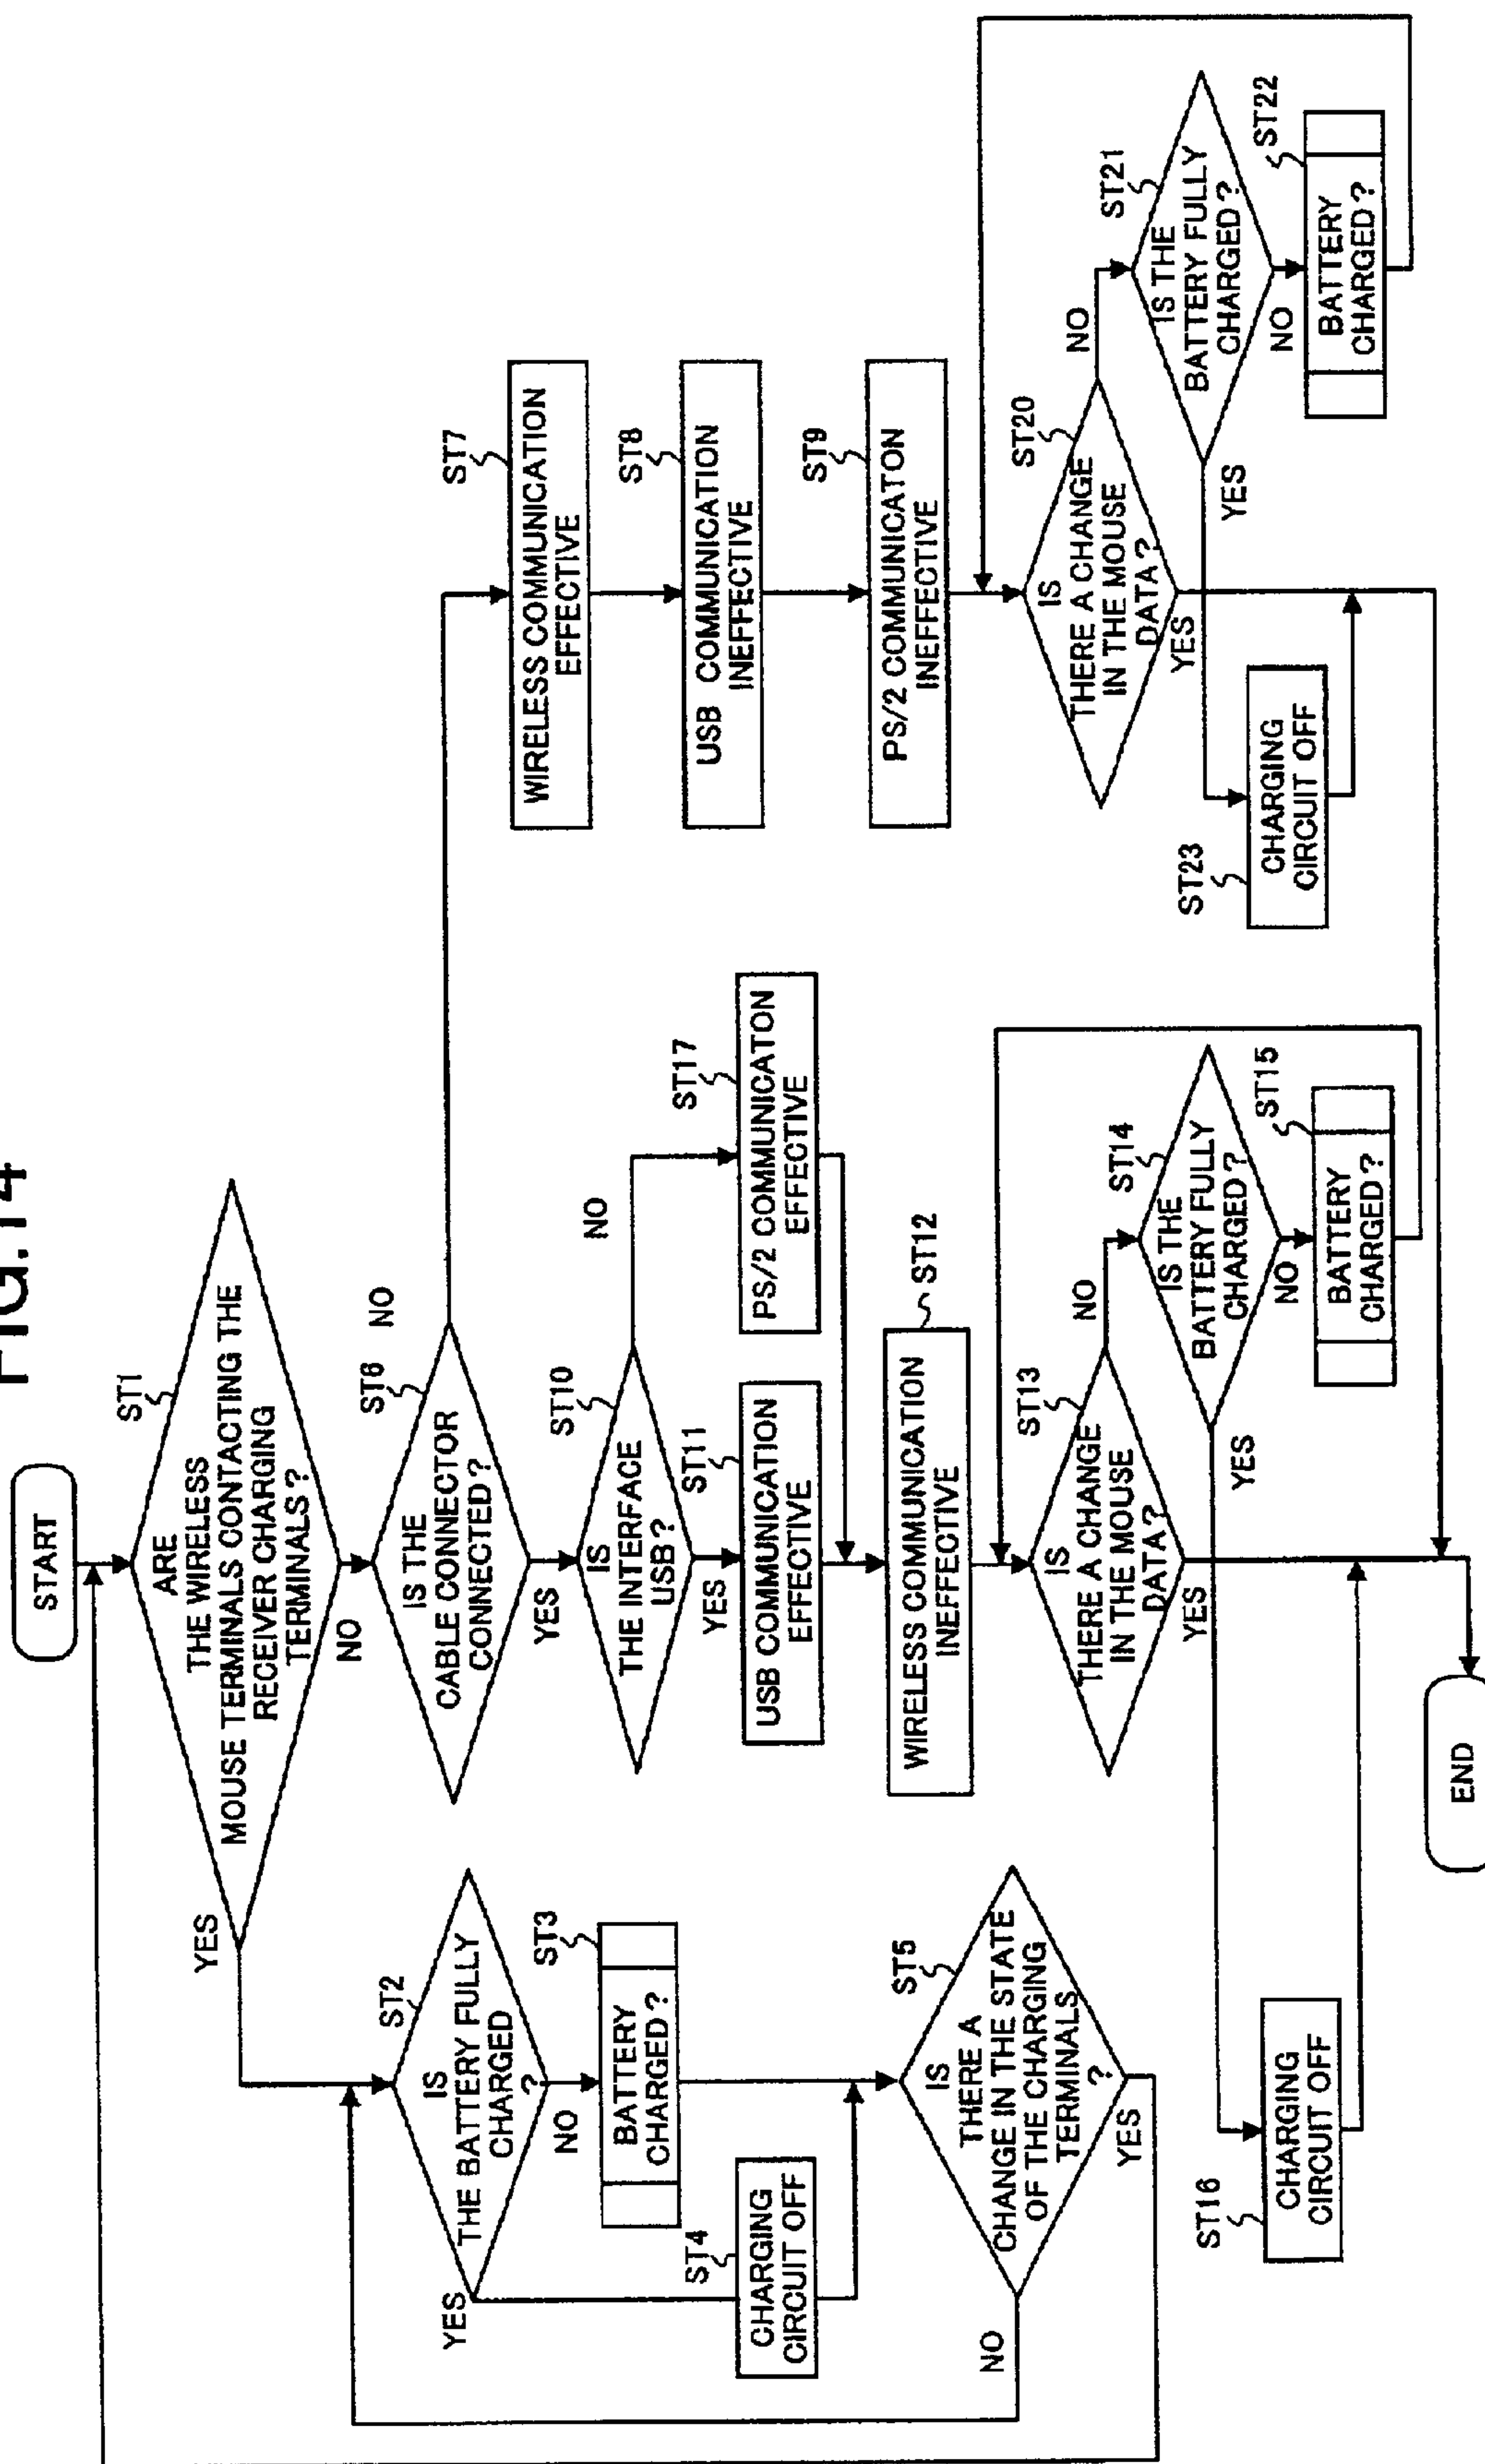 FIG.14
START
ST1
ARE
THE WIRELESS
MOUSE TERMINALS CONTACTING THE
RECEIVER CHARGING
TERMINALS?
YES
NO
ST2
IS
THE BATTERY FULLY
CHARGED
?
YES
NO
ST3
BATTERY
CHARGED?
ST4
CHARGING
CIRCUIT OFF
ST5
IS
THERE A
CHANGE IN THE STATE
OF THE CHARGING
TERMINALS
?
NO
YES
ST6
IS THE
CABLE CONNECTOR
CONNECTED?
NO
YES
ST10
IS
THE INTERFACE
USB?
NO
YES
ST11
USB COMMUNICATION
EFFECTIVE
ST17
PS/2 COMMUNICATON
EFFECTIVE
ST12
WIRELESS COMMUNICATION
INEFFECTIVE
ST13
IS
THERE A CHANGE
IN THE MOUSE
DATA?
NO
YES
ST14
IS THE
BATTERY FULLY
CHARGED?
YES
NO
ST15
BATTERY
CHARGED?
ST16
CHARGING
CIRCUIT OFF
END
ST7
WIRELESS COMMUNICATION
EFFECTIVE
ST8
USB COMMUNICATION
INEFFECTIVE
ST9
PS/2 COMMUNICATON
INEFFECTIVE
ST20
IS
THERE A CHANGE
IN THE MOUSE
DATA?
NO
YES
ST21
IS THE
BATTERY FULLY
CHARGED?
YES
NO
ST22
BATTERY
CHARGED?
ST23
CHARGING
CIRCUIT OFF